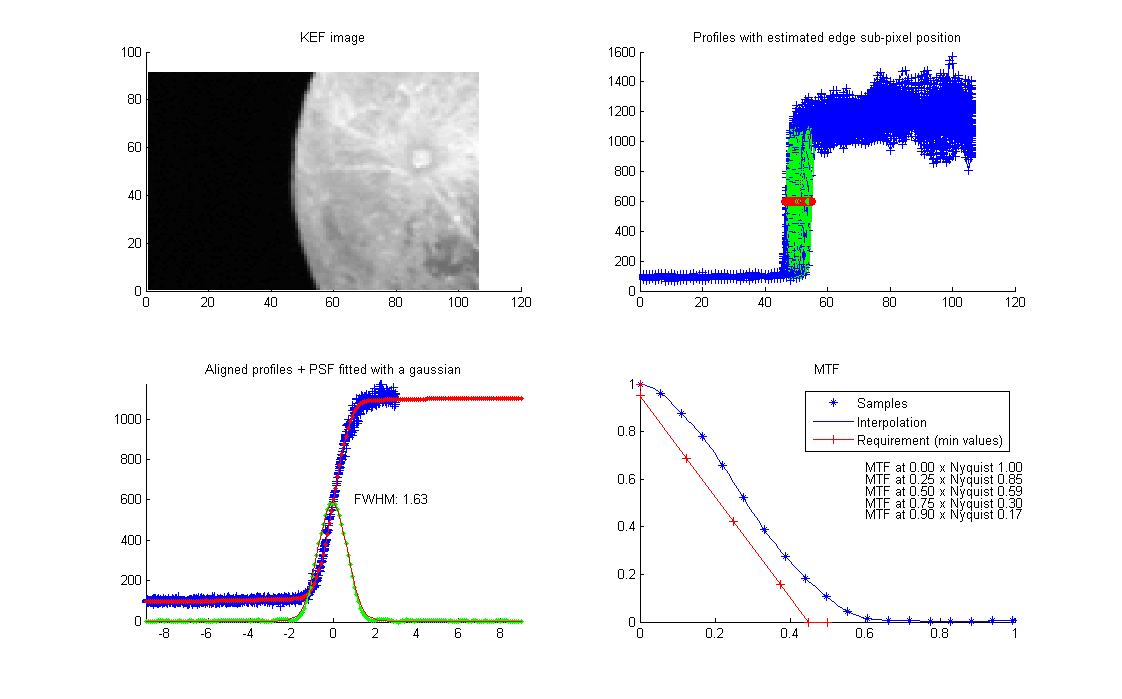 KEF image
100
80
60
40
20
0
0 20 40 60 80 100 120
Profiles with estimated edge sub-pixel position
1600
1400
1200
1000
800
600
400
200
0
0 20 40 60 80 100 120
Aligned profiles + PSF fitted with a gaussian
1000
800
600
400
200
0
FWHM: 1.63
-8 -6 -4 -2 0 2 4 6 8
MTF
1
0.8
0.6
0.4
0.2
0
0 0.2 0.4 0.6 0.8 1
Samples
Interpolation
Requirement (min values)
MTF at 0.00 x Nyquist 1.00
MTF at 0.25 x Nyquist 0.85
MTF at 0.50 x Nyquist 0.59
MTF at 0.75 x Nyquist 0.30
MTF at 0.90 x Nyquist 0.17